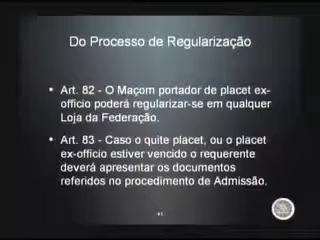 Do Processo de Regularização
• Art. 82 - O Maçom portador de placet ex-
officio poderá regularizar-se em qualquer
Loja da Federação.
• Art. 83 - Caso o quite placet, ou o placet
ex-officio estiver vencido o requerente
deverá apresentar os documentos
referidos no procedimento de Admissão.